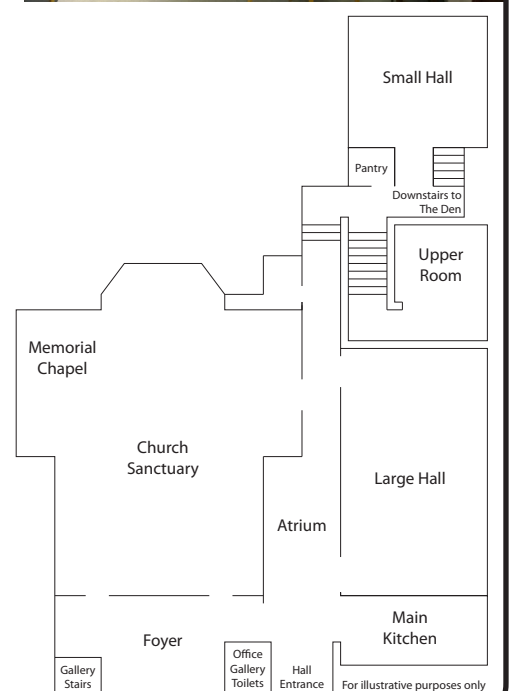 Small Hall
Pantry
Downstairs to
The Den
Upper
Room
Memorial
Chapel
Church
Sanctuary
Large Hall
Atrium
Main
Kitchen
Foyer
Office
Gallery
Toilets
Gallery
Stairs
Hall
Entrance
For illustrative purposes only